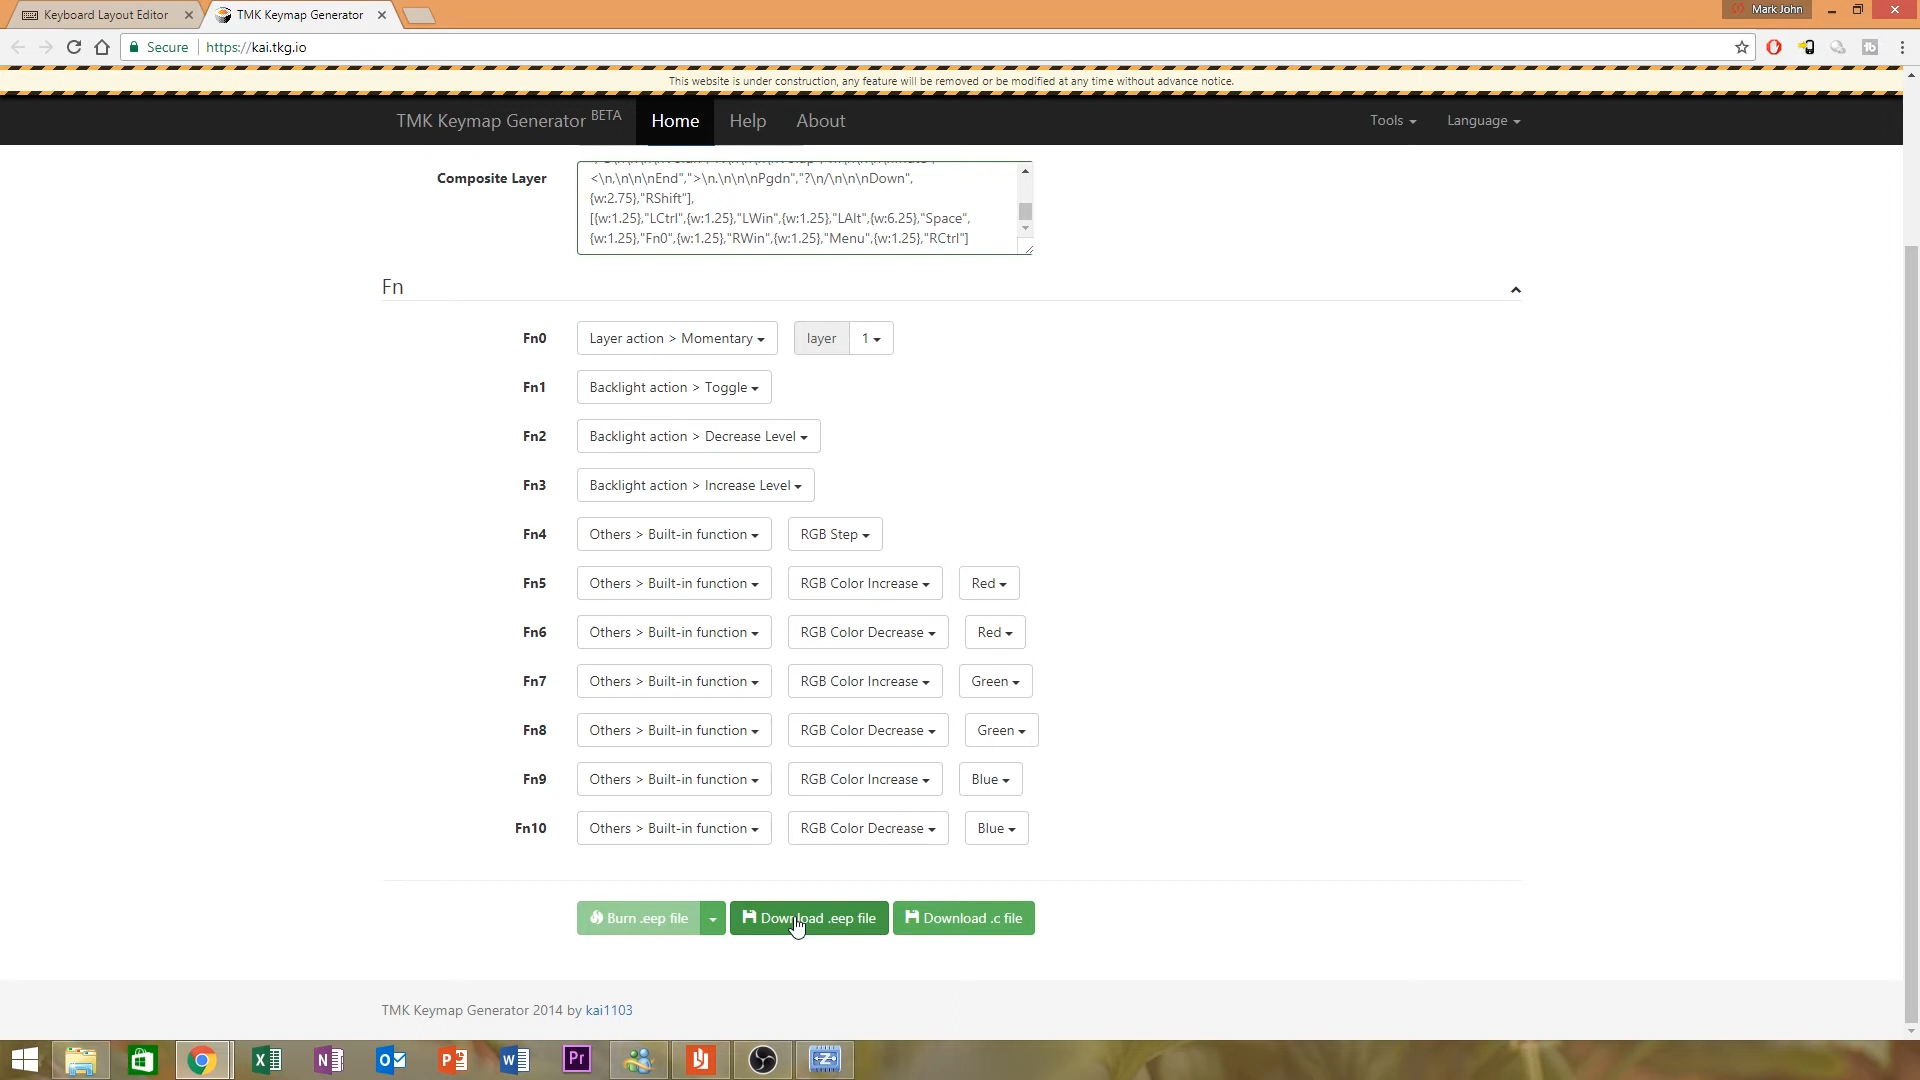 Keyboard Layout Editor
TMK Keymap Generator
Mark John
Secure
https://kai.tkg.io
This website is under construction, any feature will be removed or be modified at any time without advance notice.
TMK Keymap Generator BETA
Home
Help
About
Tools
Language
Composite Layer
<\n,\n\n\nEnd",">\n.\n\n\nPgdn","?\n/\n\n\nDown",
{w:2.75},"RShift"],
[{w:1.25},"LCtrl",{w:1.25},"LWin",{w:1.25},"LAlt",{w:6.25},"Space",
{w:1.25},"Fn0",{w:1.25},"RWin",{w:1.25},"Menu",{w:1.25},"RCtrl"]
Fn
Fn0 Layer action > Momentary layer 1
Fn1 Backlight action > Toggle
Fn2 Backlight action > Decrease Level
Fn3 Backlight action > Increase Level
Fn4 Others > Built-in function RGB Step
Fn5 Others > Built-in function RGB Color Increase Red
Fn6 Others > Built-in function RGB Color Decrease Red
Fn7 Others > Built-in function RGB Color Increase Green
Fn8 Others > Built-in function RGB Color Decrease Green
Fn9 Others > Built-in function RGB Color Increase Blue
Fn10 Others > Built-in function RGB Color Decrease Blue
Burn .eep file
Download .eep file
Download .c file
TMK Keymap Generator 2014 by kai1103